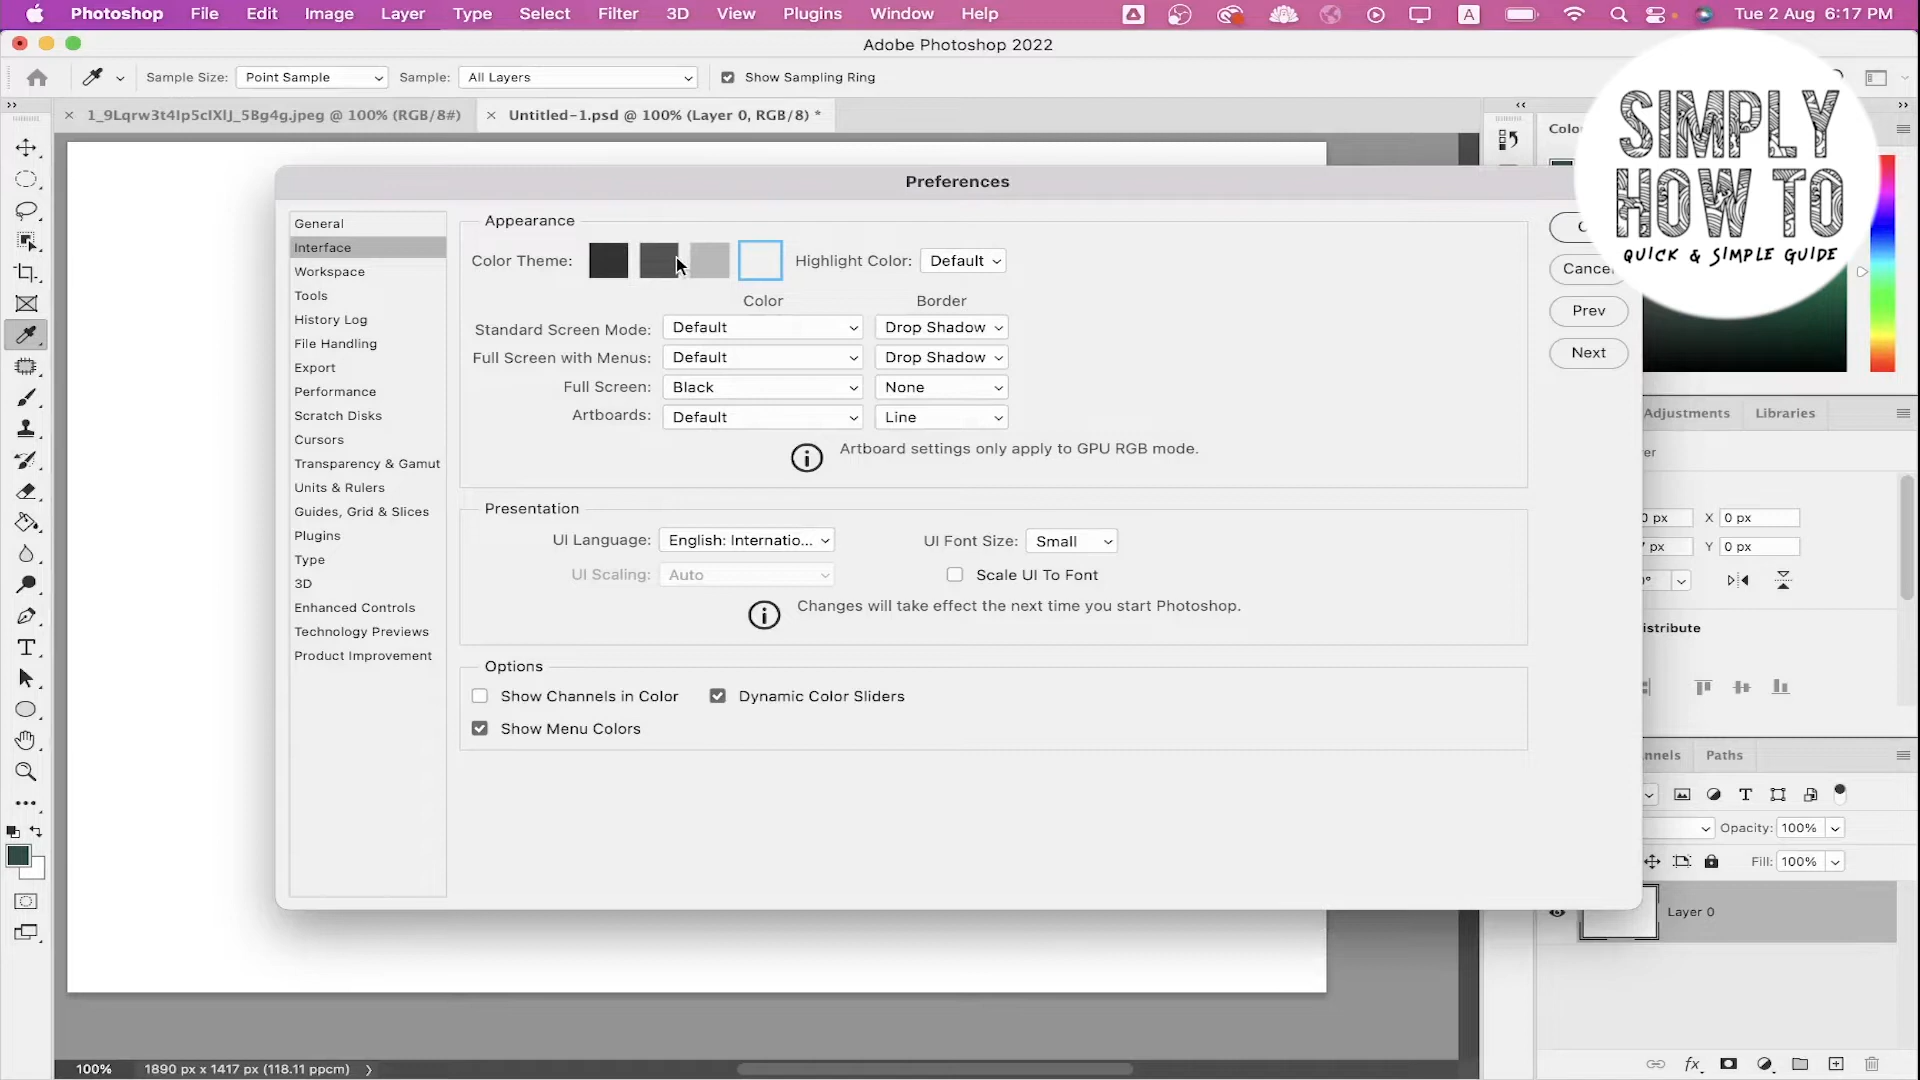 Photoshop File Edit Image Layer Type Select Filter 3D View Plugins Window Help A Tue 2 Aug 6:17 PM
Adobe Photoshop 2022
Sample Size: Point Sample Sample: All Layers Show Sampling Ring
1_9Lqrw3t4Ip5cIXIJ_5Bg4g.jpeg @ 100% (RGB/8#) Untitled-1.psd @ 100% (Layer 0, RGB/8) *
SIMPLY
HOW TO
QUICK & SIMPLE GUIDE
Preferences
General
Interface
Workspace
Tools
History Log
File Handling
Export
Performance
Scratch Disks
Cursors
Transparency & Gamut
Units & Rulers
Guides, Grid & Slices
Plugins
Type
3D
Enhanced Controls
Technology Previews
Product Improvement
Appearance
Color Theme: Highlight Color: Default
Color Border
Standard Screen Mode: Default Drop Shadow
Full Screen with Menus: Default Drop Shadow
Full Screen: Black None
Artboards: Default Line
Artboard settings only apply to GPU RGB mode.
Presentation
UI Language: English: Internatio... UI Font Size: Small
UI Scaling: Auto Scale UI To Font
Changes will take effect the next time you start Photoshop.
Options
Show Channels in Color Dynamic Color Sliders
Show Menu Colors
Cancel
Prev
Next
Adjustments Libraries
0 px X 0 px
px Y 0 px
istribute
nnels Paths
Opacity: 100%
Fill: 100%
Layer 0
100% 1890 px x 1417 px (118.11 ppcm)
fx